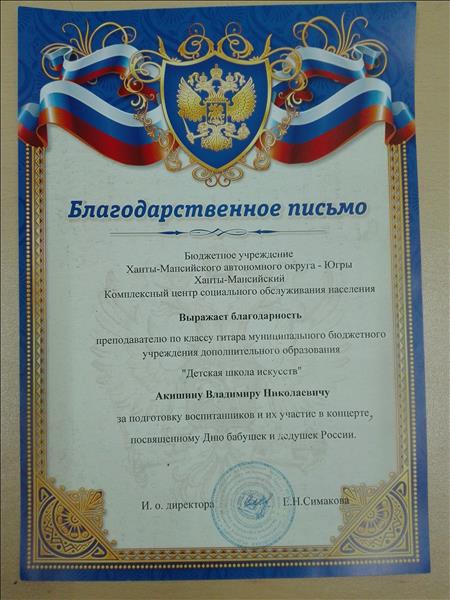 Благодарственное письмо
Бюджетное учреждение
Ханты-Мансийского автономного округа - Югры
Ханты-Мансийский
Комплексный центр социального обслуживания населения
Выражает благодарность
преподавателю по классу гитара муниципального бюджетного
учреждения дополнительного образования
"Детская школа искусств"
Акишину Владимиру Николаевичу
за подготовку воспитанников и их участие в концерте,
посвященному Дню бабушек и дедушек России.
И. о. директора Е.Н.Симакова